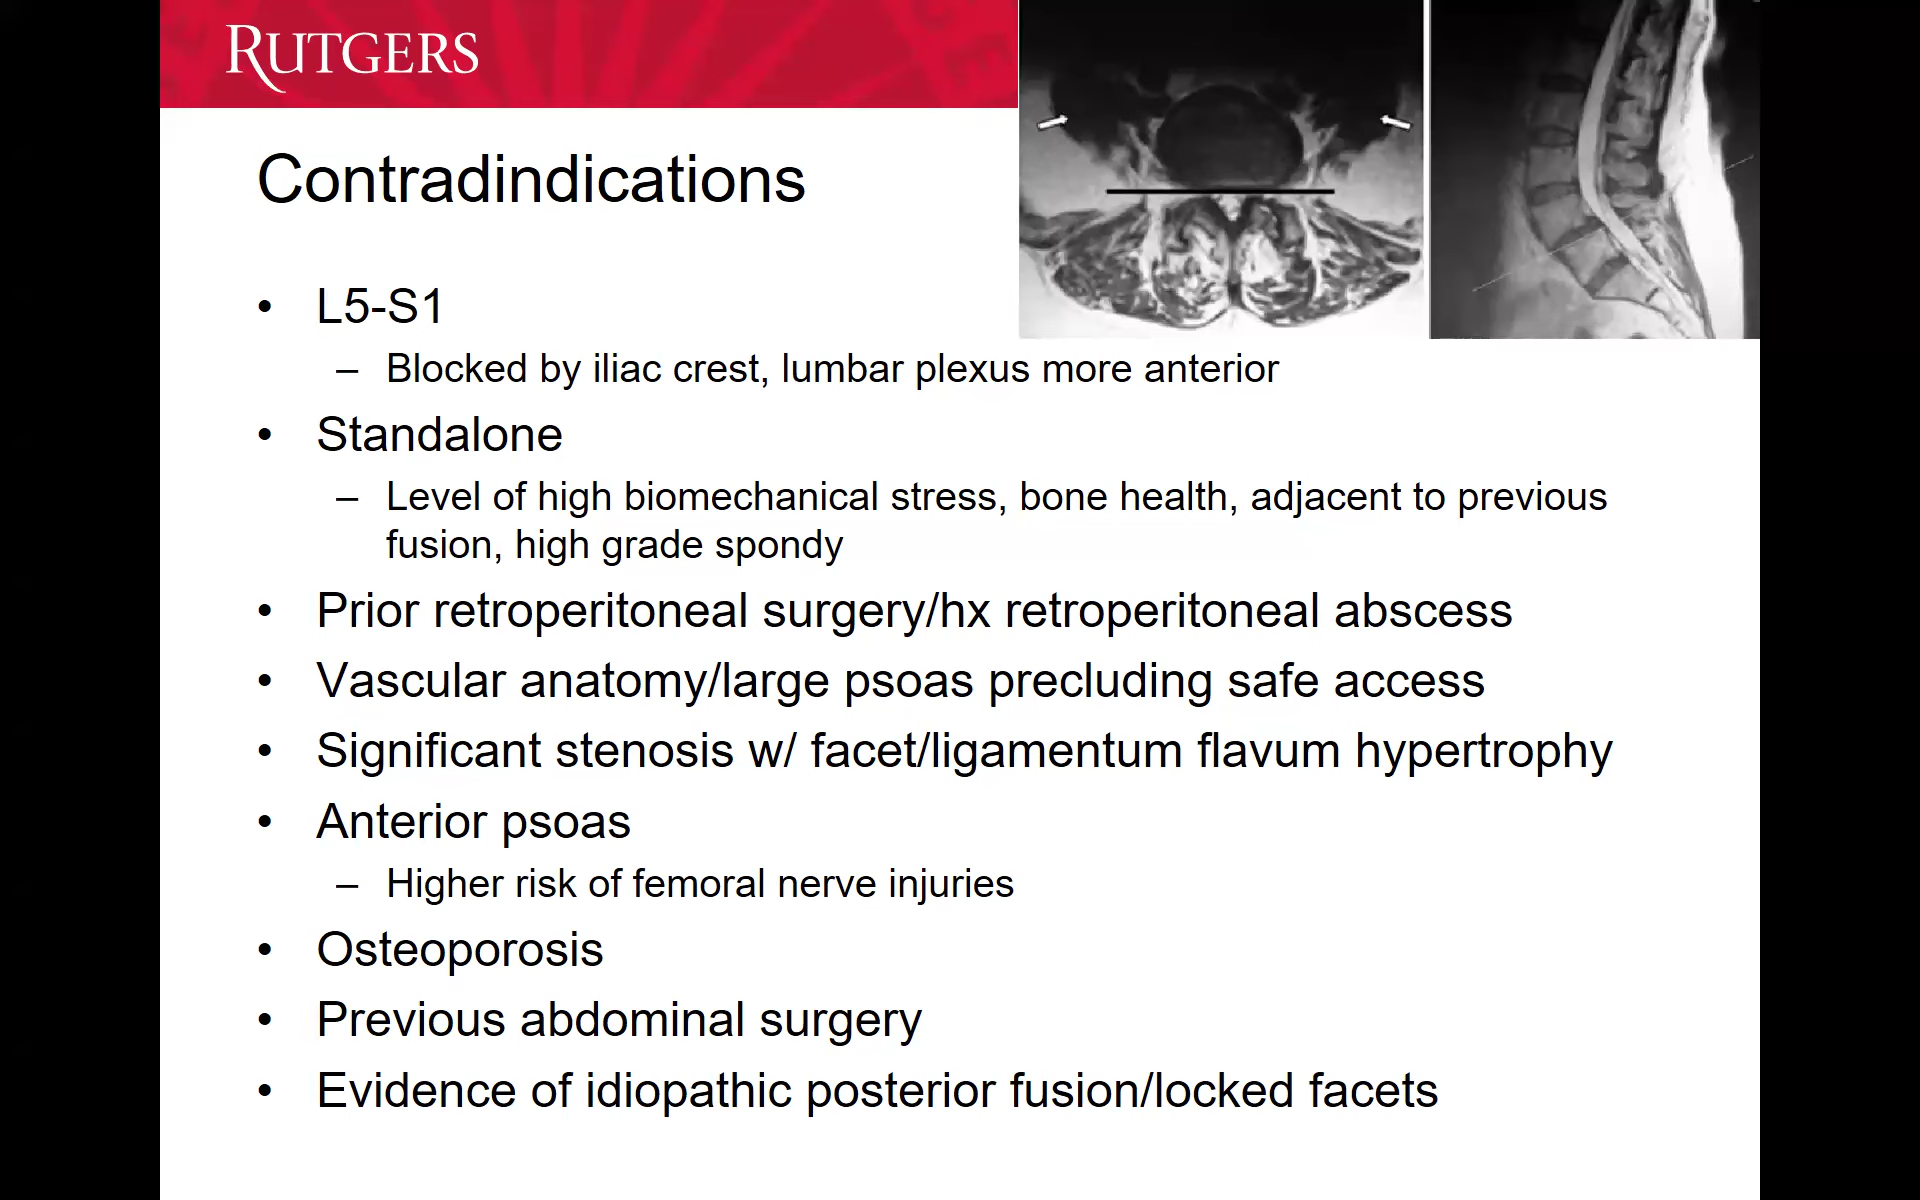 RUTGERS
Contradindications
• L5-S1
– Blocked by iliac crest, lumbar plexus more anterior
• Standalone
– Level of high biomechanical stress, bone health, adjacent to previous
fusion, high grade spondy
• Prior retroperitoneal surgery/hx retroperitoneal abscess
• Vascular anatomy/large psoas precluding safe access
• Significant stenosis w/ facet/ligamentum flavum hypertrophy
• Anterior psoas
– Higher risk of femoral nerve injuries
• Osteoporosis
• Previous abdominal surgery
• Evidence of idiopathic posterior fusion/locked facets